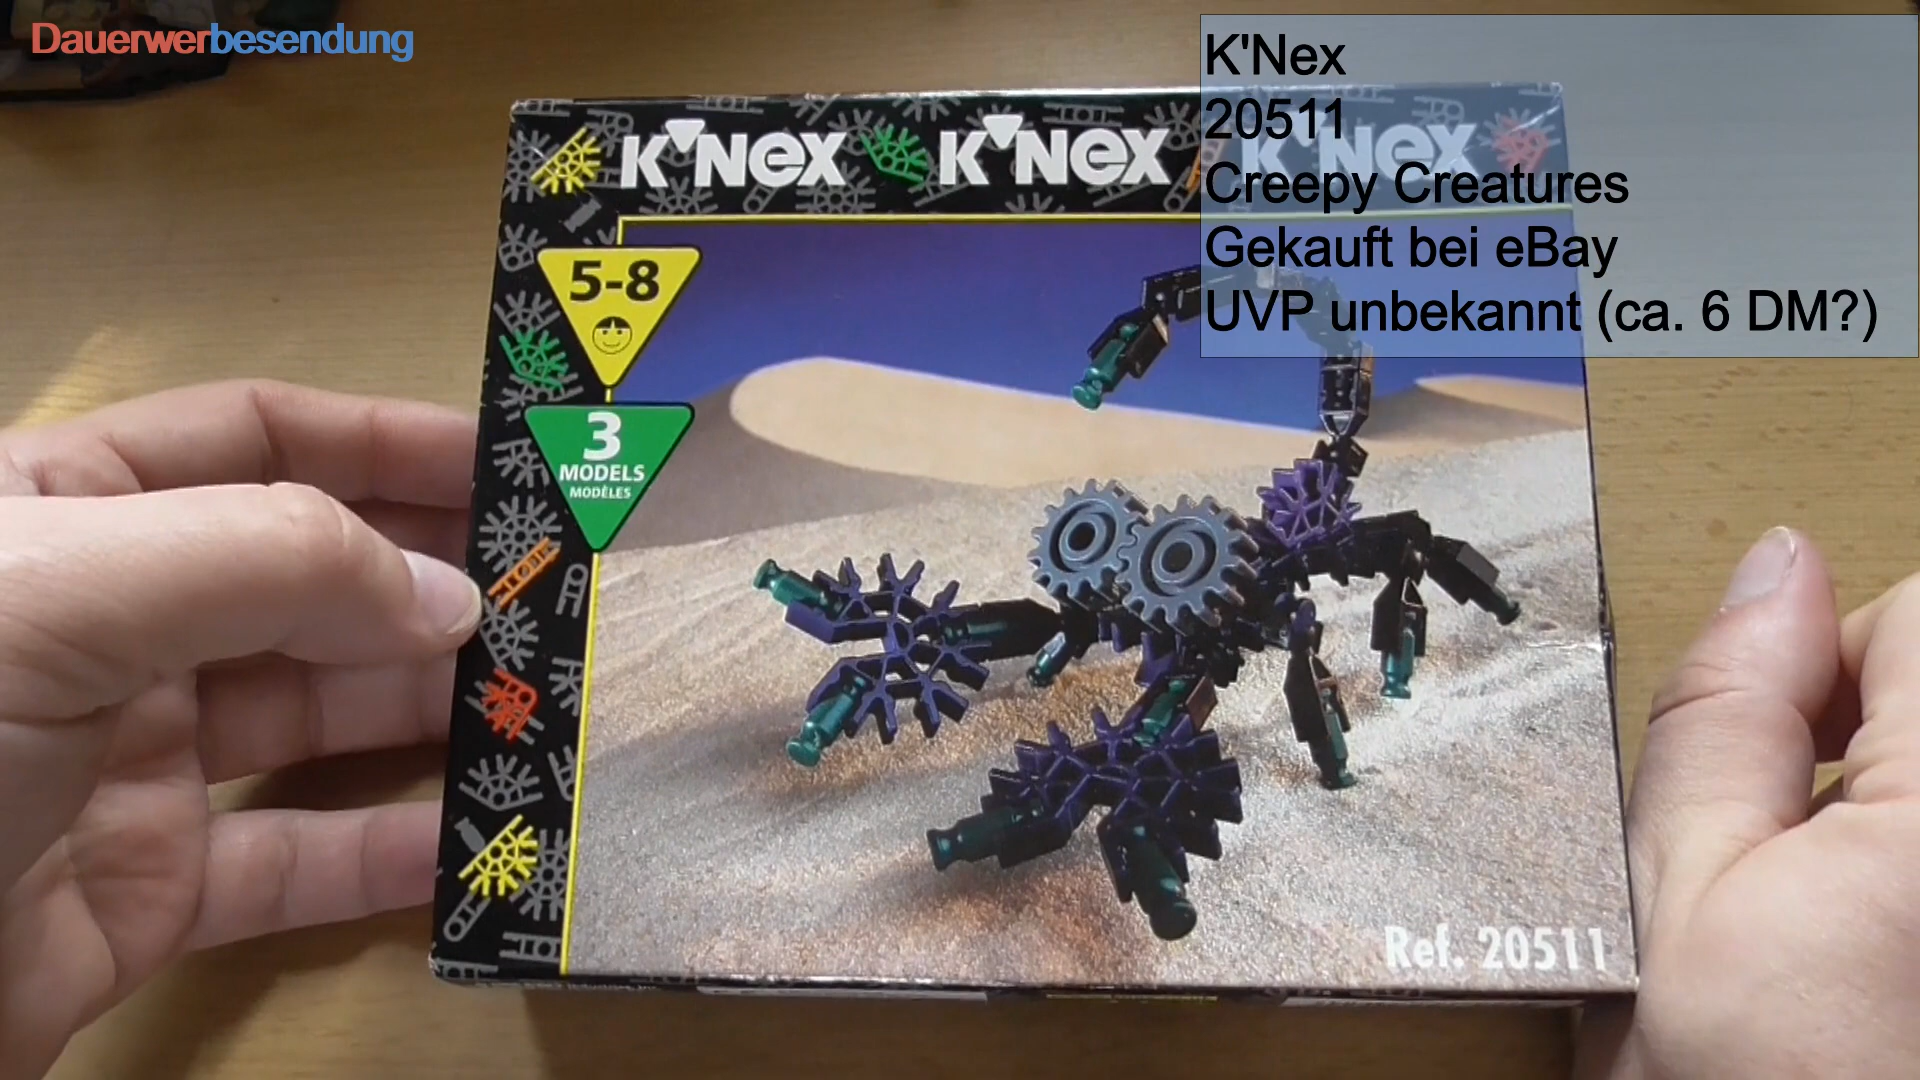 Dauerwerbesendung
K'Nex
20511
Creepy Creatures
Gekauft bei eBay
UVP unbekannt (ca. 6 DM?)
K'NEX K'NEX K'NEX
5-8
3
MODELS
MODÈLES
Ref. 20511